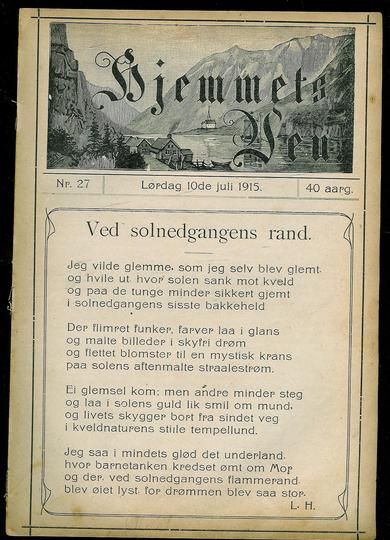 Hjemmets
Ven
Nr. 27
Lørdag 10de juli 1915.
40 aarg.
Ved solnedgangens rand.
Jeg vilde glemme, som jeg selv blev glemt,
og hvile ut, hvor solen sank mot kveld
og paa de tunge minder sikkert gjemt
i solnedgangens sisste bakkeheld.
Der flimret funker, farver laa i glans
og malte billeder i skyfri drøm
og flettet blomster til en mystisk krans
paa solens aftenmalte straalestrøm.
Ei glemsel kom; men andre minder steg
og laa i solens guld lik smil om mund,
og livets skygger bort fra sindet veg
i kveldnaturens stille tempellund.
Jeg saa i mindets glød det underland,
hvor barnetanken kredset ømt om Mor
og der, ved solnedgangens flammerand,
blev øiet lyst, for drømmen blev saa stor.
L. H.